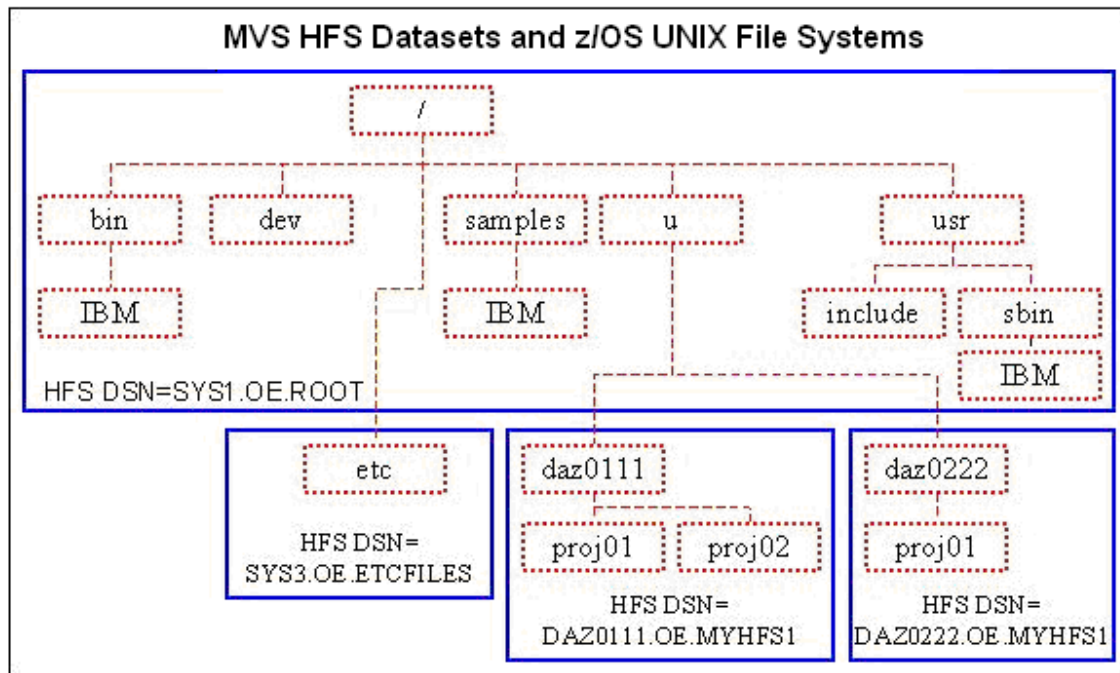 MVS HFS Datasets and z/OS UNIX File Systems
/
bin
dev
samples
u
usr
IBM
IBM
include
sbin
IBM
HFS DSN=SYS1.OE.ROOT
etc
HFS DSN=
SYS3.OE.ETCFILES
daz0111
proj01
proj02
HFS DSN=
DAZ0111.OE.MYHFS1
daz0222
proj01
HFS DSN=
DAZ0222.OE.MYHFS1